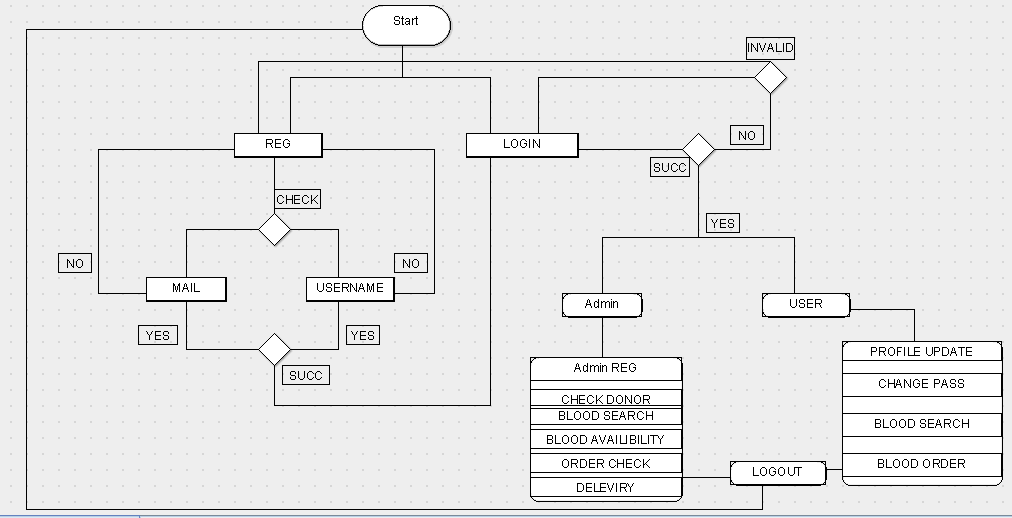 Start
INVALID
REG
LOGIN
NO
SUCC
CHECK
YES
NO
NO
MAIL
USERNAME
Admin
USER
YES
YES
SUCC
Admin REG
CHECK DONOR
BLOOD SEARCH
BLOOD AVAILIBILITY
ORDER CHECK
DELEVIRY
PROFILE UPDATE
CHANGE PASS
BLOOD SEARCH
BLOOD ORDER
LOGOUT